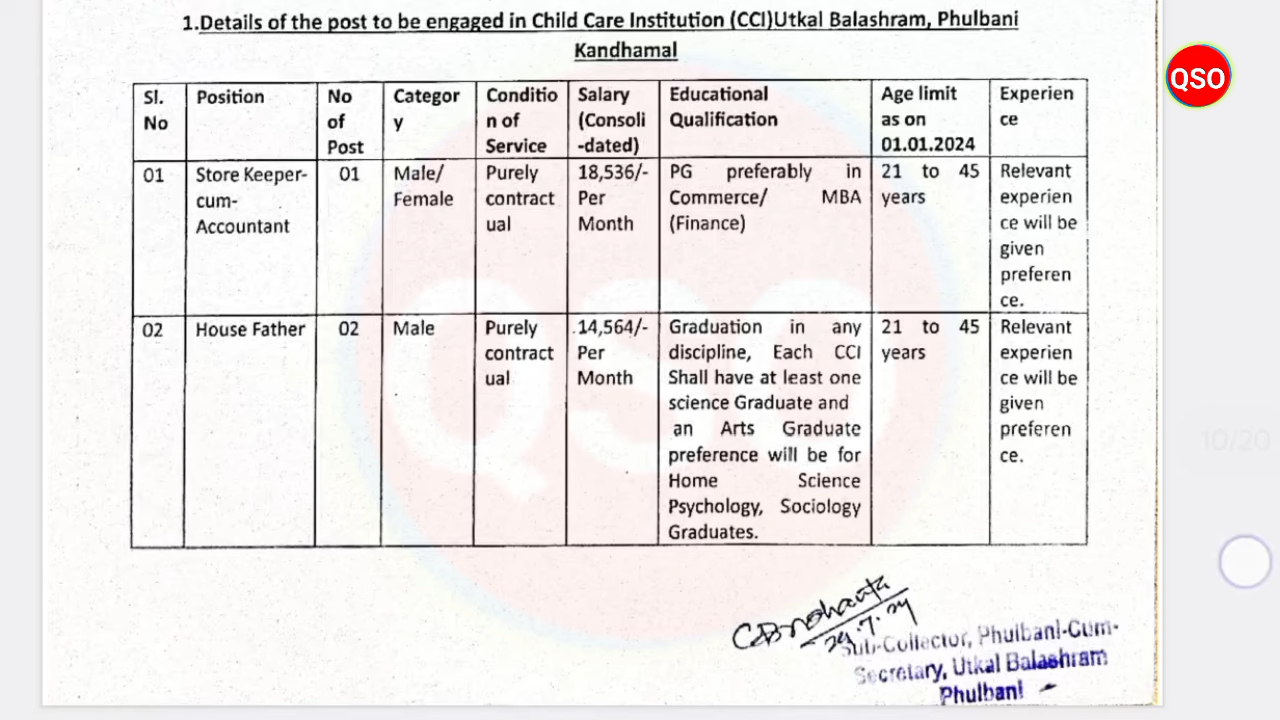 1.Details of the post to be engaged in Child Care Institution (CCI)Utkal Balashram, Phulbani
Kandhamal
QSO
Sl.
No
Position
No
of
Post
Categor
y
Conditio
n of
Service
Salary
(Consoli
-dated)
Educational
Qualification
Age limit
as on
01.01.2024
Experien
ce
01
Store Keeper-
cum-
Accountant
01
Male/
Female
Purely
contract
ual
18,536/-
Per
Month
PG preferably in
Commerce/ MBA
(Finance)
21 to 45
years
Relevant
experien
ce will be
given
preferen
ce.
02
House Father
02
Male
Purely
contract
ual
14,564/-
Per
Month
Graduation in any
discipline, Each CCI
Shall have at least one
science Graduate and
an Arts Graduate
preference will be for
Home Science
Psychology, Sociology
Graduates.
21 to 45
years
Relevant
experien
ce will be
given
preferen
ce.
QSO
10/20
29.7.24
Sub-Collector, Phulbani-Cum-
Secretary, Utkal Balashram
Phulbani